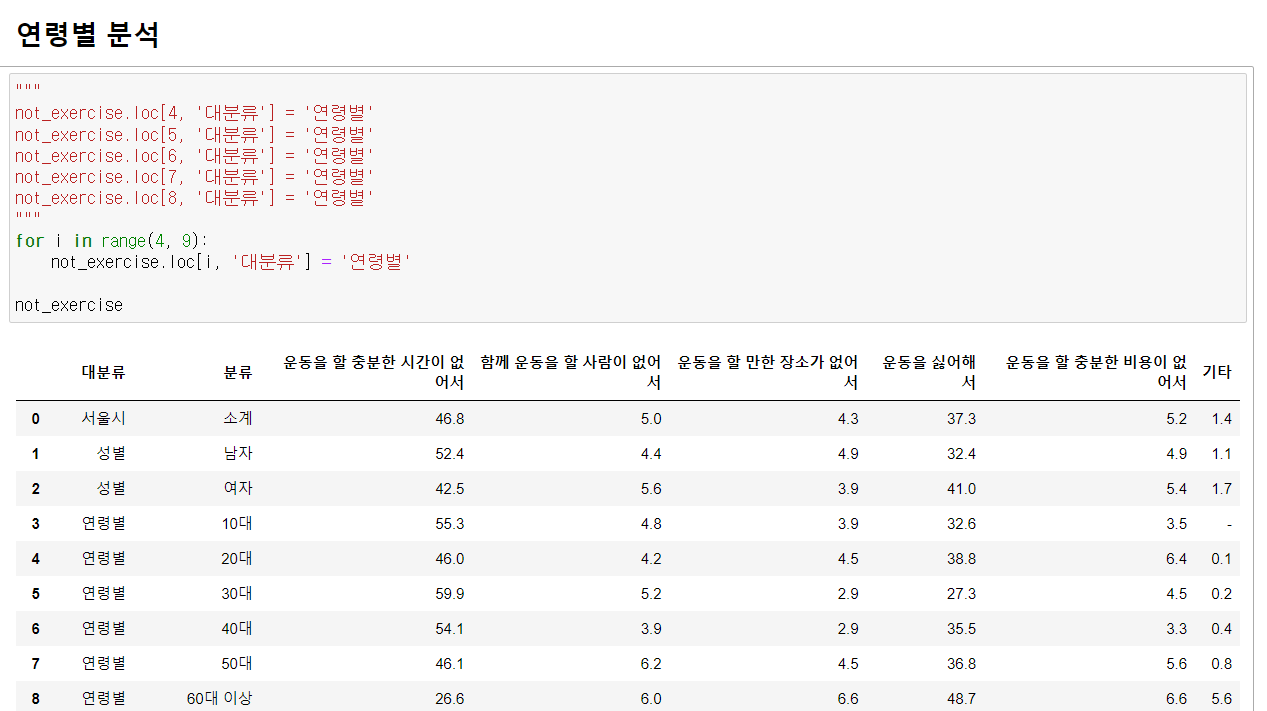 연령별 분석
"""
not_exercise.loc[4, '대분류'] = '연령별'
not_exercise.loc[5, '대분류'] = '연령별'
not_exercise.loc[6, '대분류'] = '연령별'
not_exercise.loc[7, '대분류'] = '연령별'
not_exercise.loc[8, '대분류'] = '연령별'
"""
for i in range(4, 9):
    not_exercise.loc[i, '대분류'] = '연령별'
not_exercise
대분류 분류 운동을 할 충분한 시간이 없 함께 운동을 할 사람이 없어 운동을 할 만한 장소가 없어 운동을 싫어해 운동을 할 충분한 비용이 없 기타
어서 서 서 서 어서
0 서울시 소계 46.8 5.0 4.3 37.3 5.2 1.4
1 성별 남자 52.4 4.4 4.9 32.4 4.9 1.1
2 성별 여자 42.5 5.6 3.9 41.0 5.4 1.7
3 연령별 10대 55.3 4.8 3.9 32.6 3.5 -
4 연령별 20대 46.0 4.2 4.5 38.8 6.4 0.1
5 연령별 30대 59.9 5.2 2.9 27.3 4.5 0.2
6 연령별 40대 54.1 3.9 2.9 35.5 3.3 0.4
7 연령별 50대 46.1 6.2 4.5 36.8 5.6 0.8
8 연령별 60대 이상 26.6 6.0 6.6 48.7 6.6 5.6